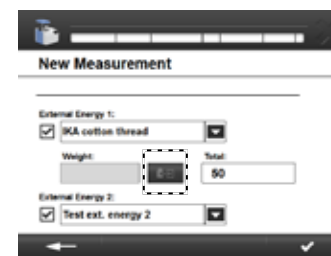 New Measurement
External Energy 1:
IKA cotton thread
Weight: Total:
50
External Energy 2:
Test ext. energy 2